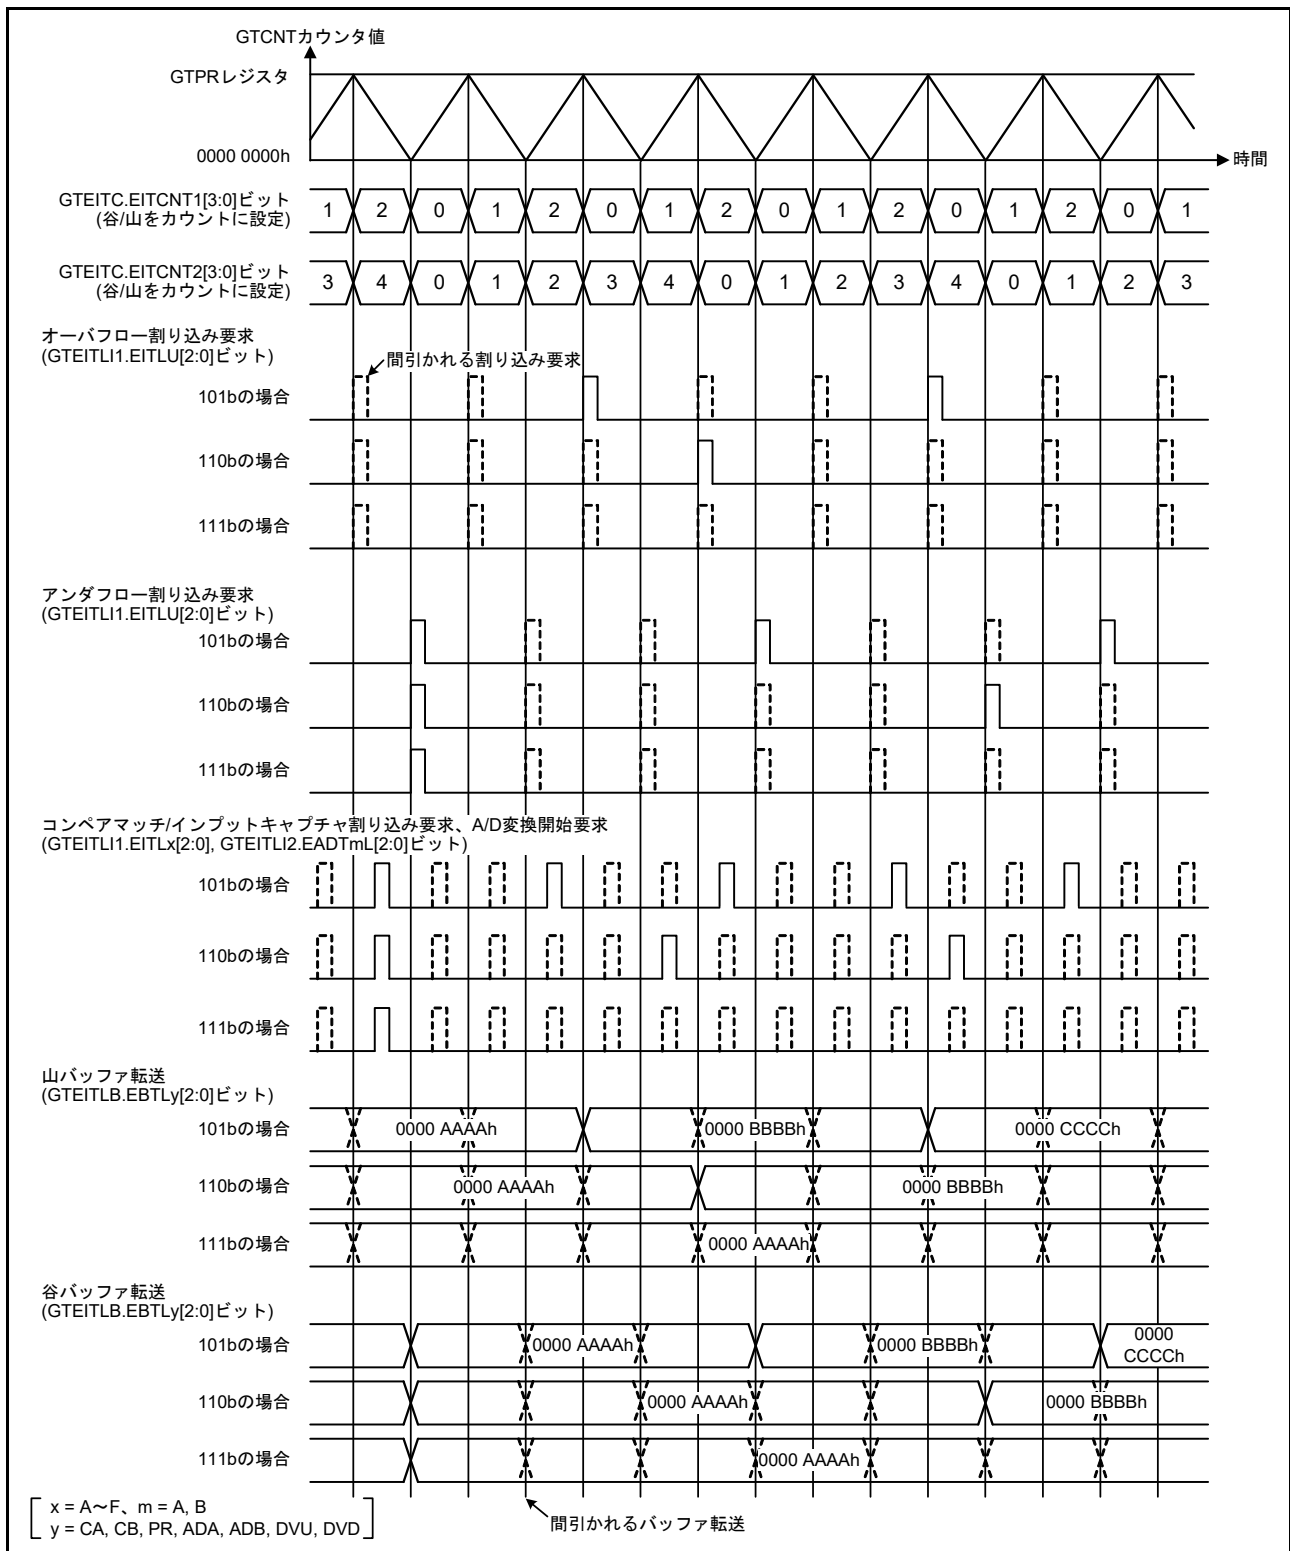 GTCNTカウンタ値
GTPRレジスタ
0000 0000h
時間
GTEITC.EITCNT1[3:0]ビット
(谷/山をカウントに設定)
1 2 0 1 2 0 1 2 0 1 2 0 1 2 0 1
GTEITC.EITCNT2[3:0]ビット
(谷/山をカウントに設定)
3 4 0 1 2 3 4 0 1 2 3 4 0 1 2 3
オーバフロー割り込み要求
(GTEITLI1.EITLU[2:0]ビット)
間引かれる割り込み要求
101bの場合
110bの場合
111bの場合
アンダフロー割り込み要求
(GTEITLI1.EITLU[2:0]ビット)
101bの場合
110bの場合
111bの場合
コンペアマッチ/インプットキャプチャ割り込み要求、A/D変換開始要求
(GTEITLI1.EITLx[2:0], GTEITLI2.EADTmL[2:0]ビット)
101bの場合
110bの場合
111bの場合
山バッファ転送
(GTEITLB.EBTLy[2:0]ビット)
101bの場合 0000 AAAAh 0000 BBBBh 0000 CCCCh
110bの場合 0000 AAAAh 0000 BBBBh
111bの場合 0000 AAAAh
谷バッファ転送
(GTEITLB.EBTLy[2:0]ビット)
101bの場合 0000 AAAAh 0000 BBBBh 0000 CCCCh
110bの場合 0000 AAAAh 0000 BBBBh
111bの場合 0000 AAAAh
x = A～F、m = A, B
y = CA, CB, PR, ADA, ADB, DVU, DVD
間引かれるバッファ転送